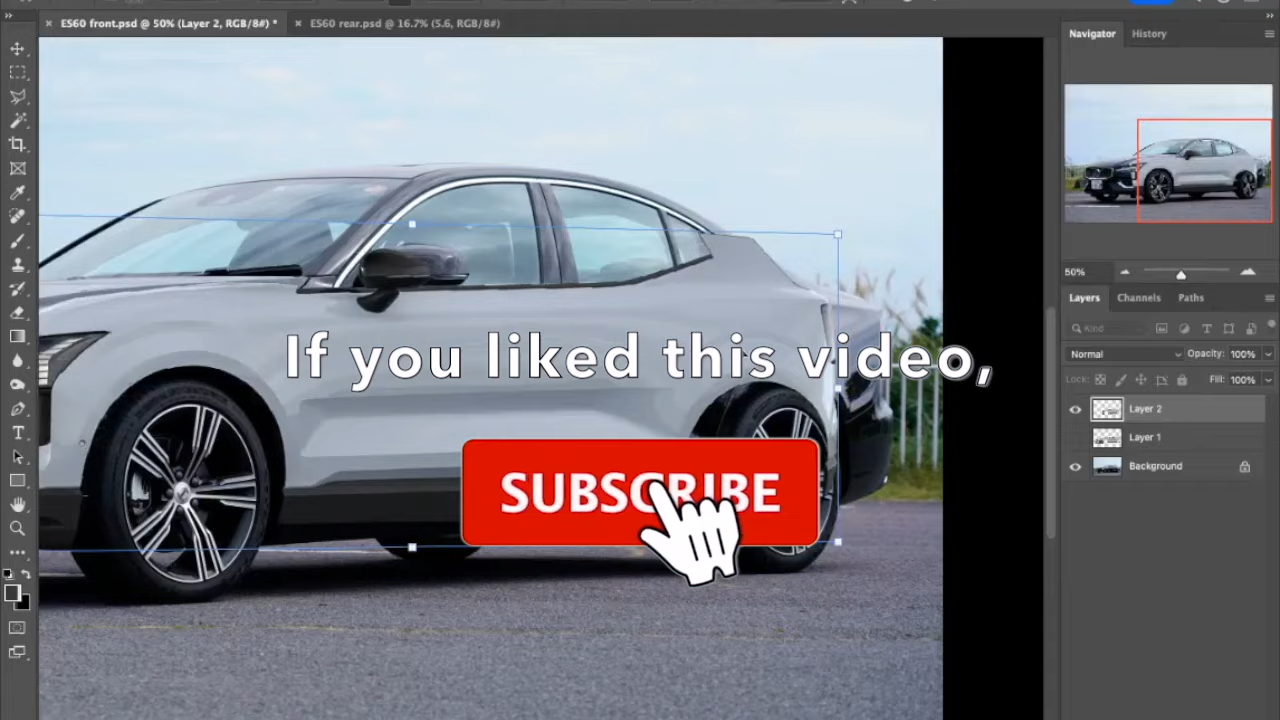 ES60 front.psd @ 50% (Layer 2, RGB/8#) *
ES60 rear.psd @ 16.7% (5.6, RGB/8#)
Navigator
History
50%
Layers
Channels
Paths
Kind
Normal
Opacity: 100%
Lock:
Fill: 100%
Layer 2
Layer 1
Background
If you liked this video,
SUBSCRIBE